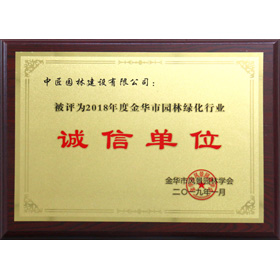 中匠园林建设有限公司：
被评为2018年度金华市园林绿化行业
诚信单位
金华市风景园林学会
二〇一九年一月